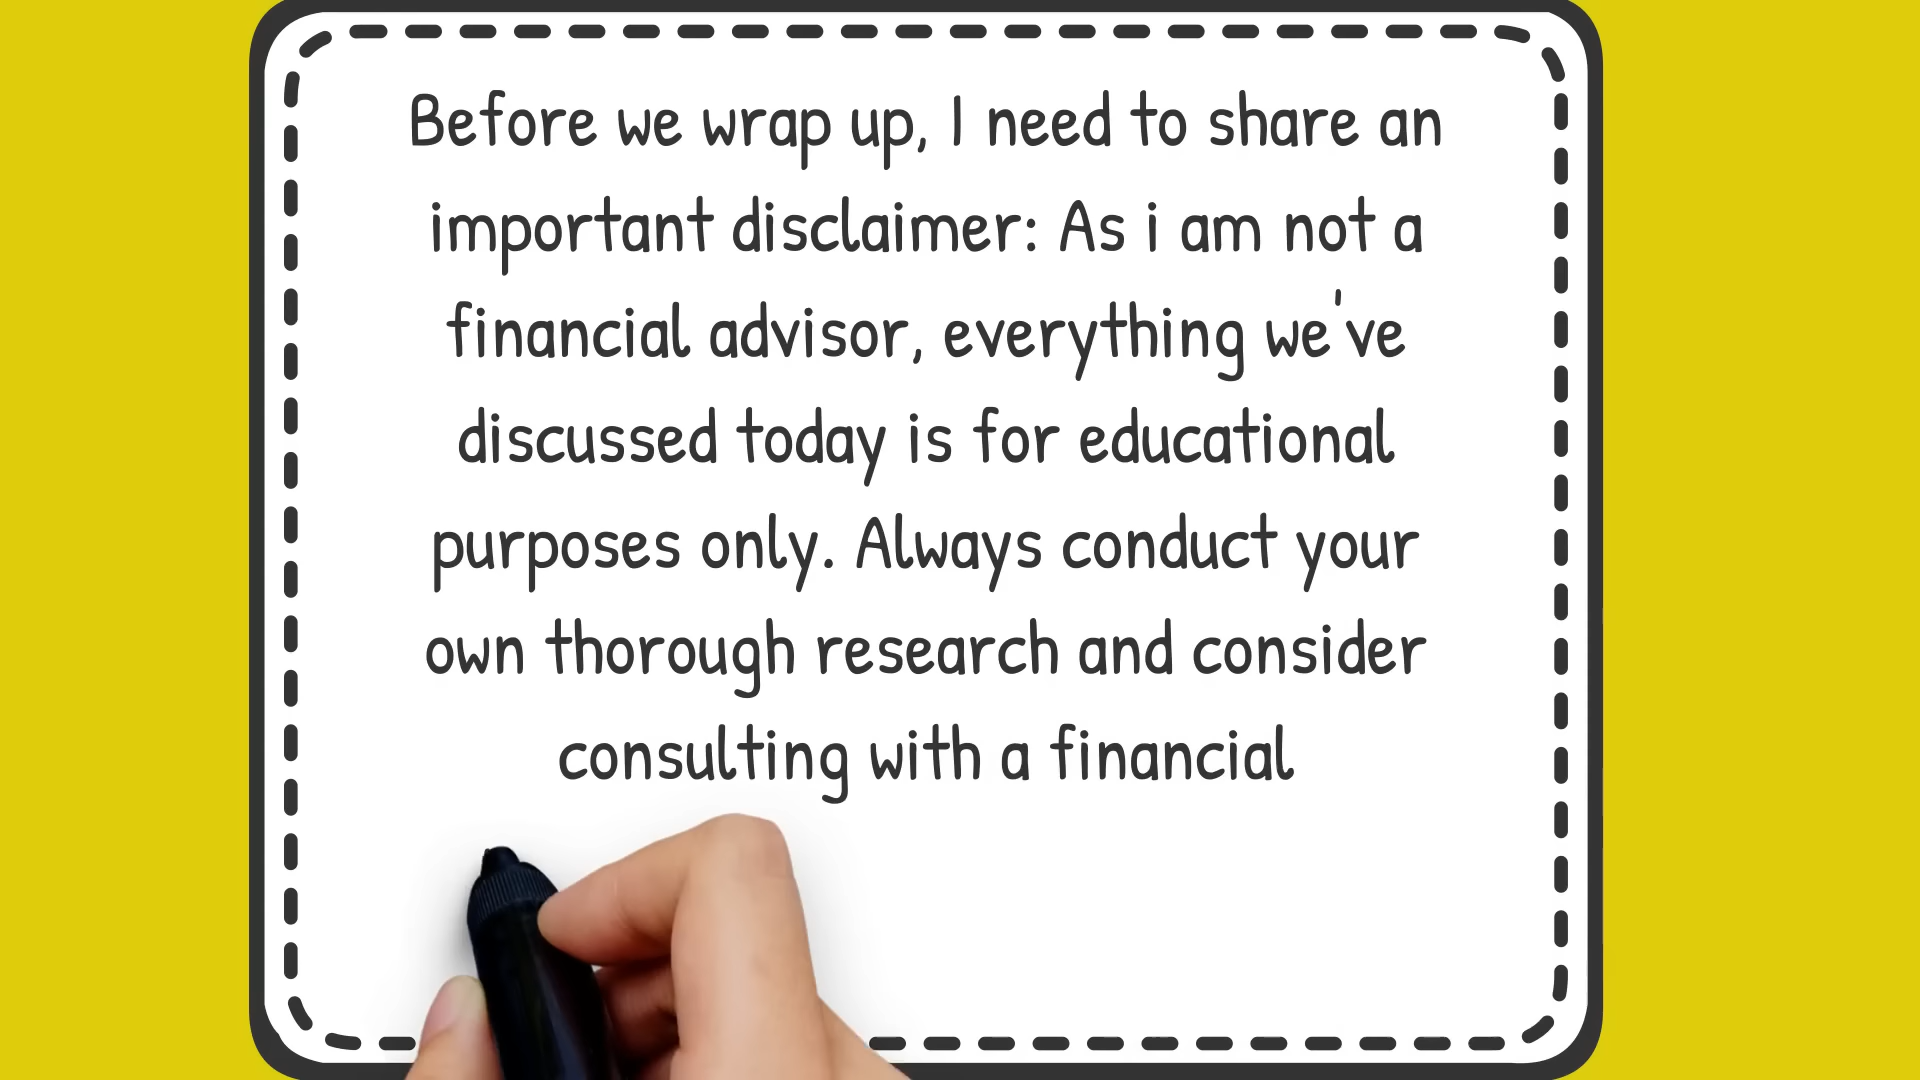 Before we wrap up, I need to share an
important disclaimer: As i am not a
financial advisor, everything we've
discussed today is for educational
purposes only. Always conduct your
own thorough research and consider
consulting with a financial